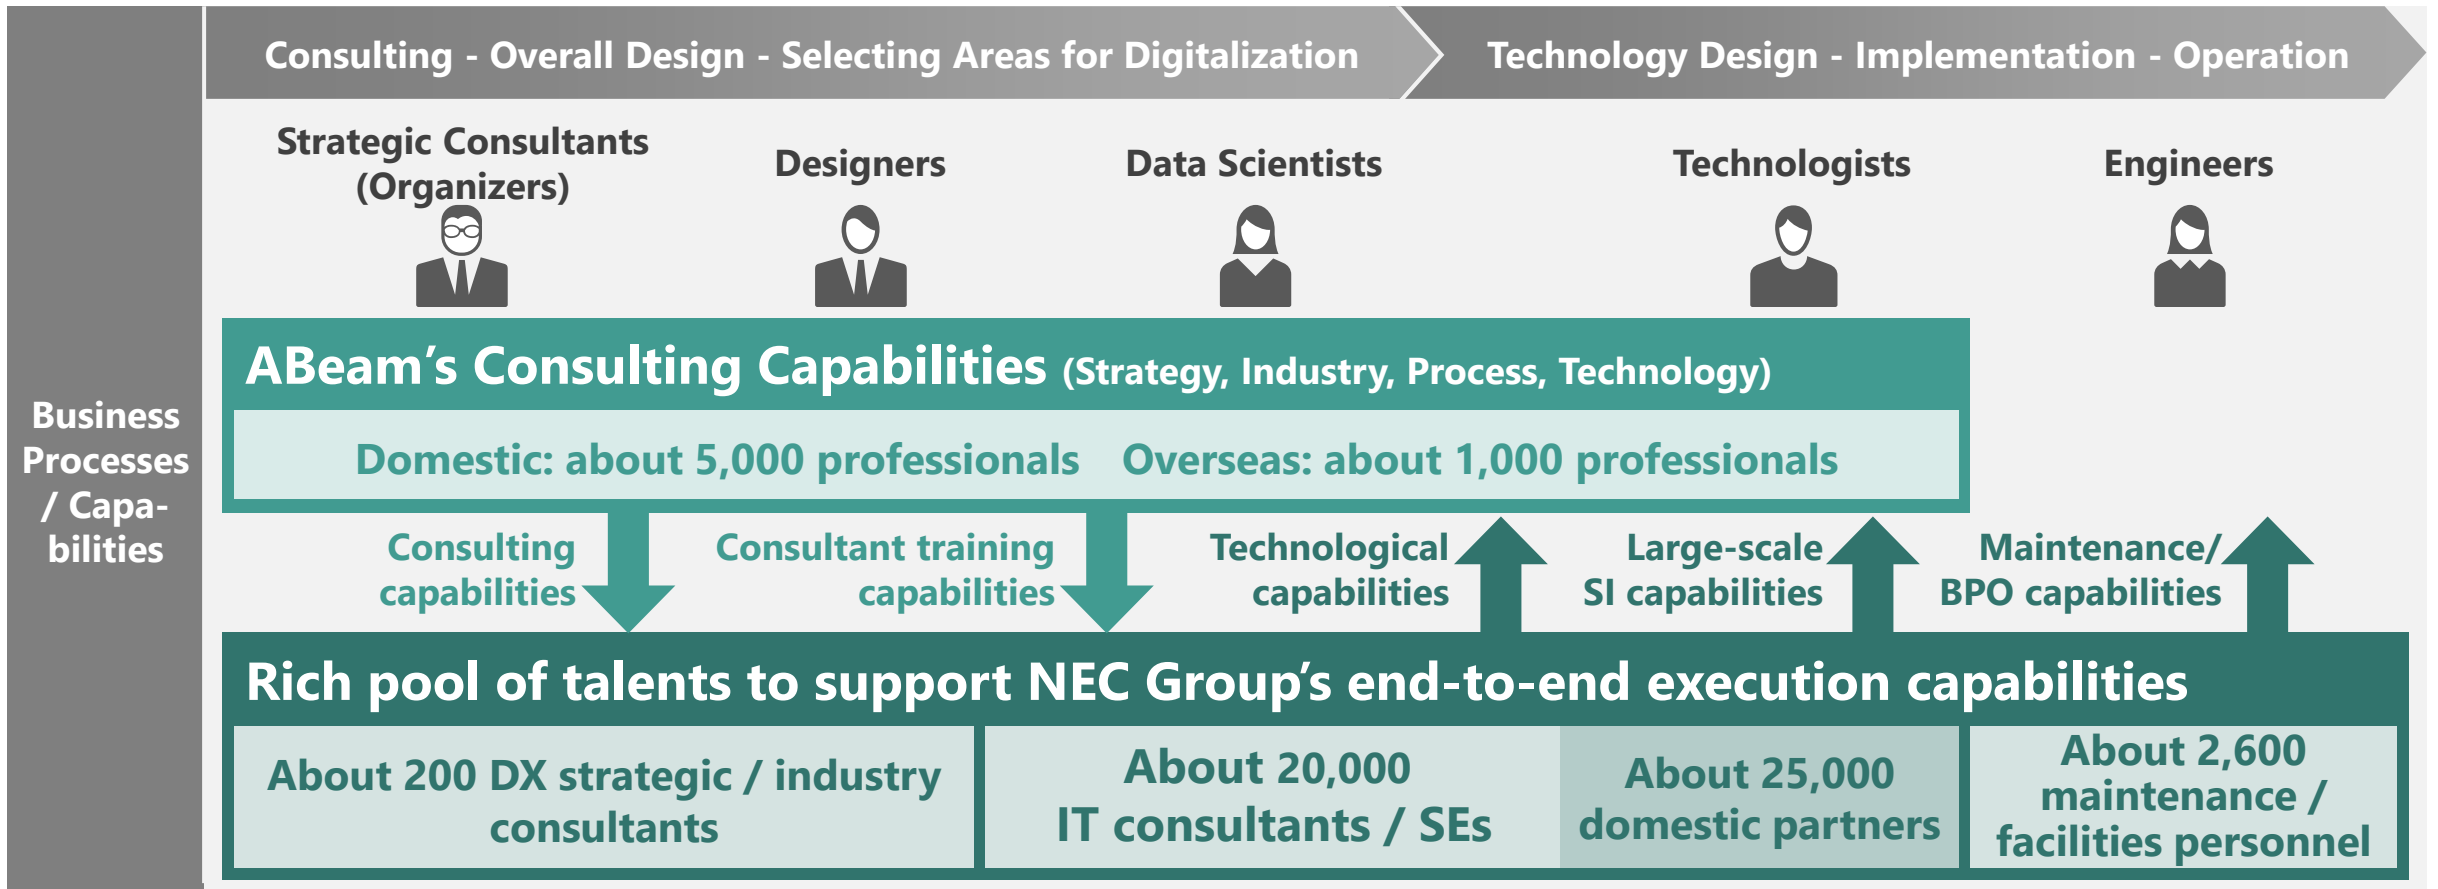 Consulting - Overall Design - Selecting Areas for Digitalization
Technology Design - Implementation - Operation
Business
Processes
/ Capa-
bilities
Strategic Consultants
(Organizers)
Designers
Data Scientists
Technologists
Engineers
ABeam’s Consulting Capabilities (Strategy, Industry, Process, Technology)
Domestic: about 5,000 professionals Overseas: about 1,000 professionals
Consulting
capabilities
Consultant training
capabilities
Technological
capabilities
Large-scale
SI capabilities
Maintenance/
BPO capabilities
Rich pool of talents to support NEC Group’s end-to-end execution capabilities
About 200 DX strategic / industry
consultants
About 20,000
IT consultants / SEs
About 25,000
domestic partners
About 2,600
maintenance /
facilities personnel